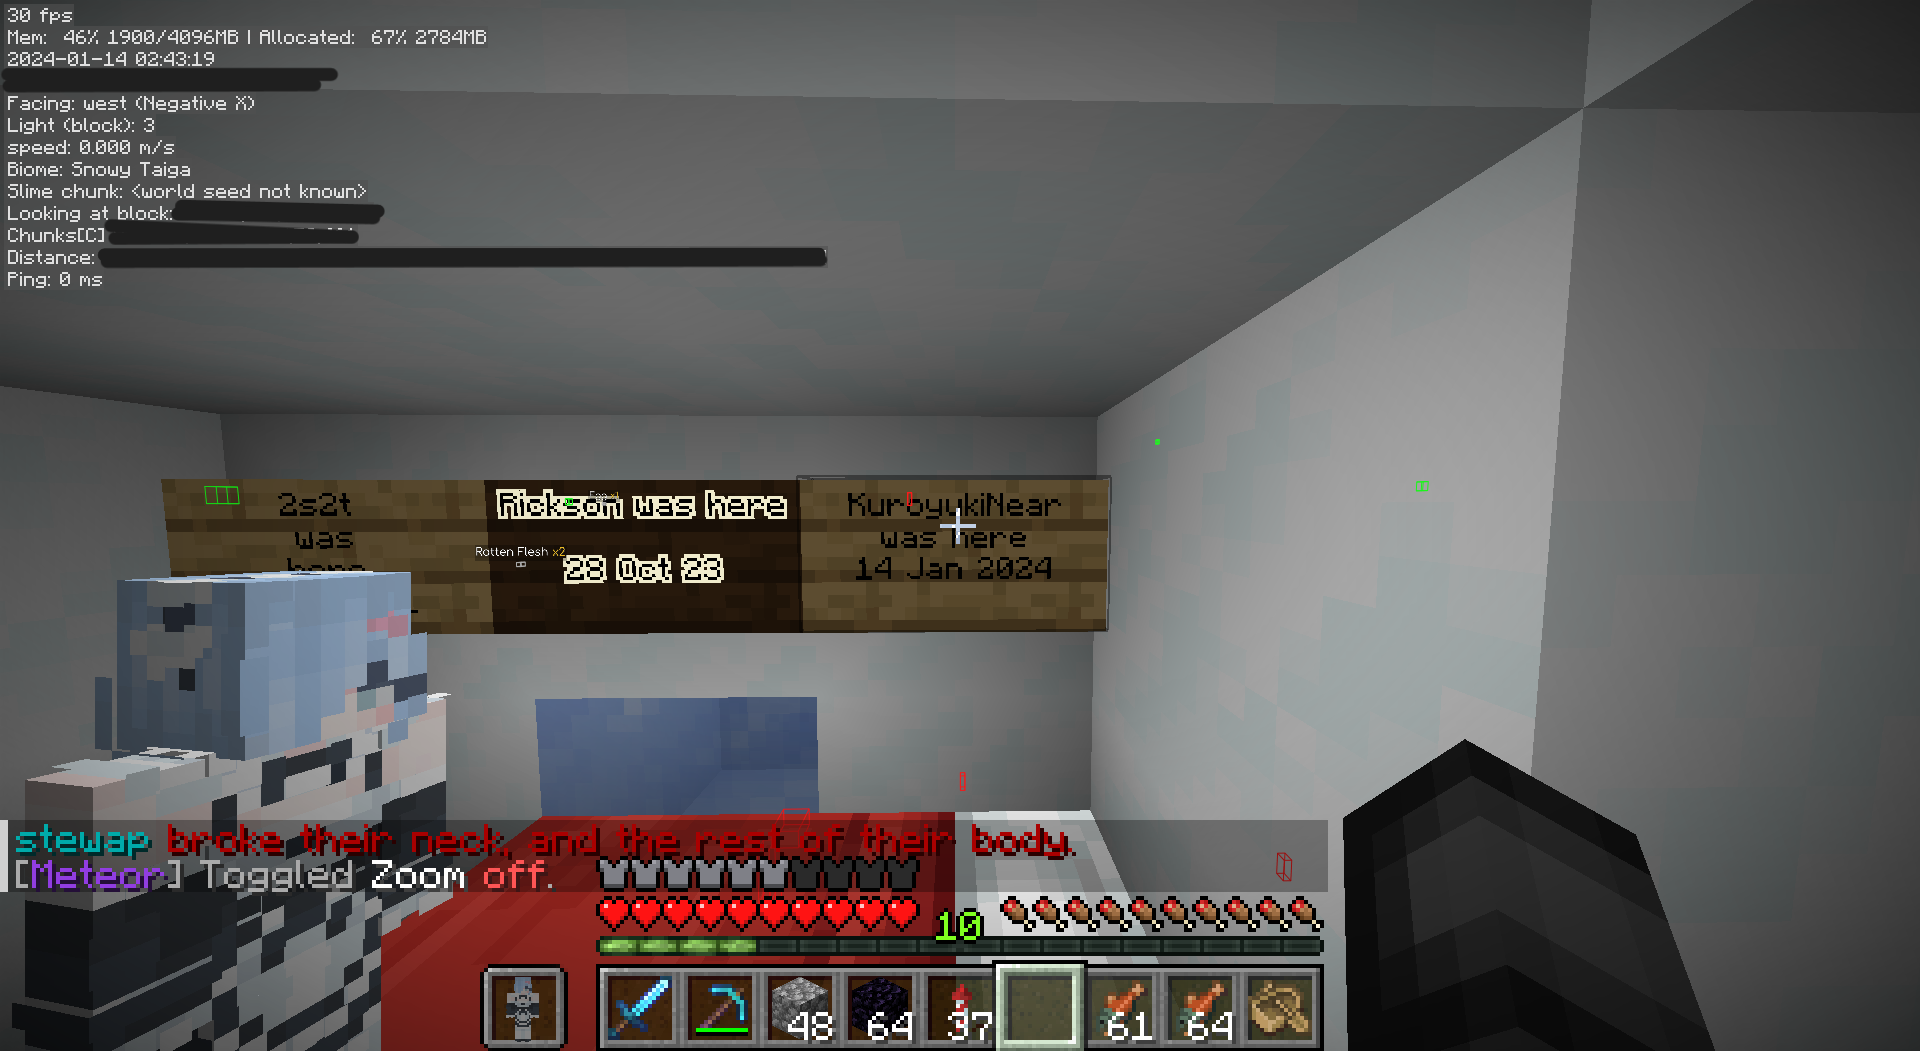 30 fps
Mem: 46% 1900/4096MB | Allocated: 67% 2784MB
2024-01-14 02:43:19
Facing: west (Negative X)
Light (block): 3
speed: 0.000 m/s
Biome: Snowy Taiga
Slime chunk: <world seed not known>
Looking at block:
Chunks[C]
Distance:
Ping: 0 ms
2s2t
was
here
Rickson was here
28 Oct 23
Egg x1
Rotten Flesh x2
KuroyukiNear
was here
14 Jan 2024
stewap broke their neck, and the rest of their body.
[Meteor] Toggled Zoom off.
10
48
64
37
61
64